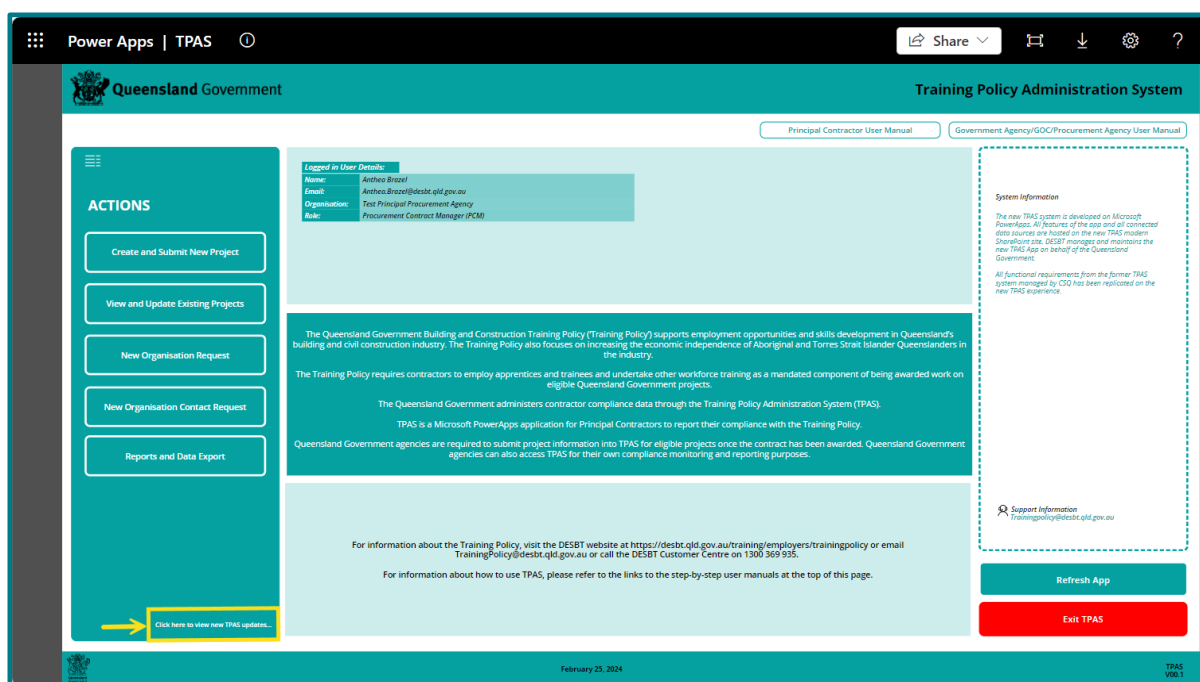 Power Apps | TPAS
Share
?
Queensland Government
Training Policy Administration System
Principal Contractor User Manual
Government Agency/GOC/Procurement Agency User Manual
ACTIONS
Create and Submit New Project
View and Update Existing Projects
New Organisation Request
New Organisation Contact Request
Reports and Data Export
Click here to view new TPAS updates...
Logged in User Details:
Name: Anthea Brazel
Email: Anthea.Brazel@desbt.qld.gov.au
Organisation: Test Principal Procurement Agency
Role: Procurement Contract Manager (PCM)
The Queensland Government Building and Construction Training Policy ('Training Policy') supports employment opportunities and skills development in Queensland's
building and civil construction industry. The Training Policy also focuses on increasing the economic independence of Aboriginal and Torres Strait Islander Queenslanders in
the industry.
The Training Policy requires contractors to employ apprentices and trainees and undertake other workforce training as a mandated component of being awarded work on
eligible Queensland Government projects.
The Queensland Government administers contractor compliance data through the Training Policy Administration System (TPAS).
TPAS is a Microsoft PowerApps application for Principal Contractors to report their compliance with the Training Policy.
Queensland Government agencies are required to submit project information into TPAS for eligible projects once the contract has been awarded. Queensland Government
agencies can also access TPAS for their own compliance monitoring and reporting purposes.
For information about the Training Policy, visit the DESBT website at https://desbt.qld.gov.au/training/employers/trainingpolicy or email
TrainingPolicy@desbt.qld.gov.au or call the DESBT Customer Centre on 1300 369 935.
For information about how to use TPAS, please refer to the links to the step-by-step user manuals at the top of this page.
System Information
The new TPAS system is developed on Microsoft
PowerApps. All features of the app and all connected
data sources are hosted on the new TPAS modern
SharePoint site. DESBT manages and maintains the
new TPAS App on behalf of the Queensland
Government.
All functional requirements from the former TPAS
system managed by CSQ has been replicated on the
new TPAS experience.
Support Information
Trainingpolicy@desbt.qld.gov.au
Refresh App
Exit TPAS
February 25, 2024
TPAS
V00.1